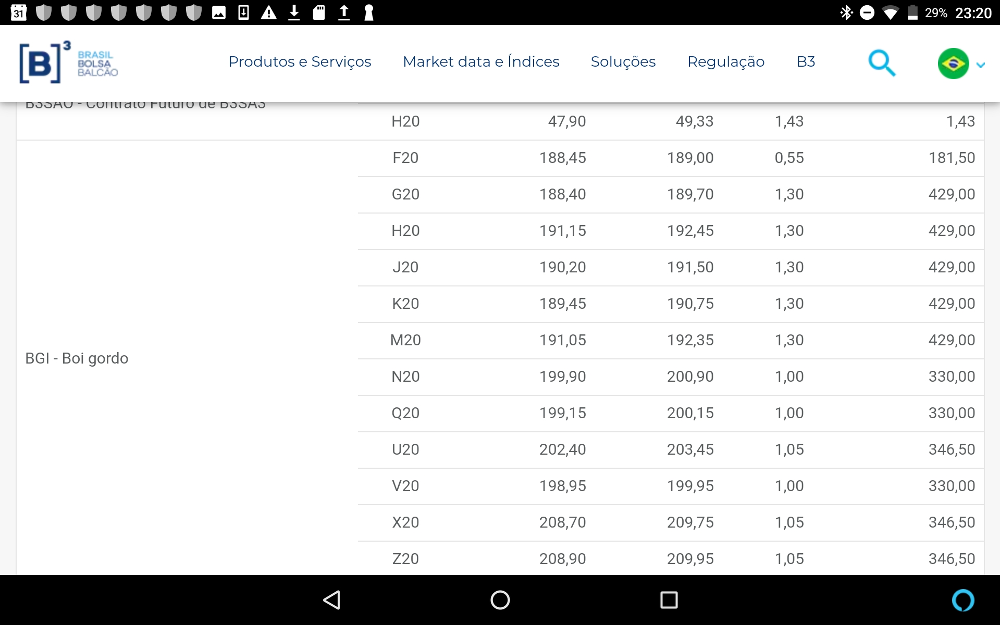 31 29% 23:20
[B]³ BRASIL BOLSA BALCÃO
Produtos e Serviços Market data e Índices Soluções Regulação B3
B3SAO - Contrato Futuro de B3SA3
H20 47,90 49,33 1,43 1,43
F20 188,45 189,00 0,55 181,50
G20 188,40 189,70 1,30 429,00
H20 191,15 192,45 1,30 429,00
J20 190,20 191,50 1,30 429,00
K20 189,45 190,75 1,30 429,00
M20 191,05 192,35 1,30 429,00
BGI - Boi gordo
N20 199,90 200,90 1,00 330,00
Q20 199,15 200,15 1,00 330,00
U20 202,40 203,45 1,05 346,50
V20 198,95 199,95 1,00 330,00
X20 208,70 209,75 1,05 346,50
Z20 208,90 209,95 1,05 346,50